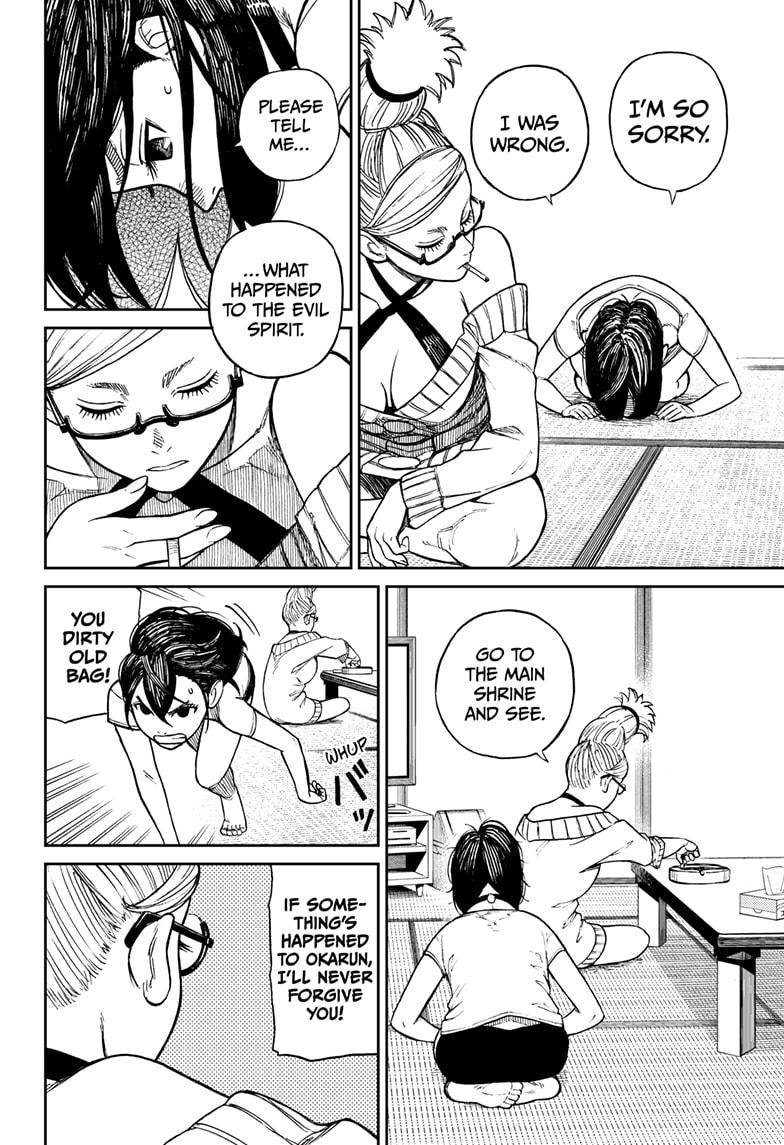 I'M SO
SORRY.
I WAS
WRONG.
PLEASE
TELL
ME...
...WHAT
HAPPENED
TO THE EVIL
SPIRIT.
GO TO
THE MAIN
SHRINE
AND SEE.
YOU
DIRTY
OLD
BAG!
WHUP
バッ
IF SOME-
THING'S
HAPPENED
TO OKARUN,
I'LL NEVER
FORGIVE
YOU!